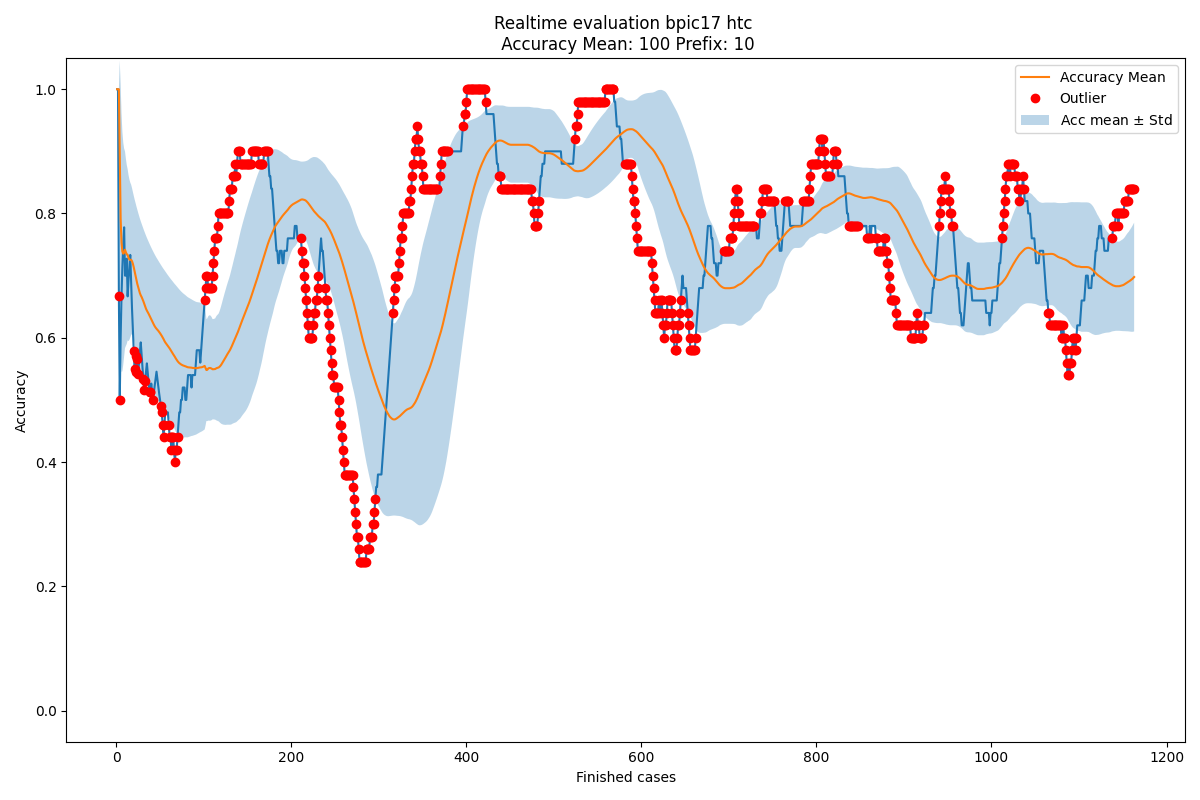 Realtime evaluation bpic17 htc
Accuracy Mean: 100 Prefix: 10
Accuracy Mean
Outlier
Acc mean ± Std
1.0
0.8
0.6
0.4
0.2
0.0
Accuracy
0
200
400
600
800
1000
1200
Finished cases